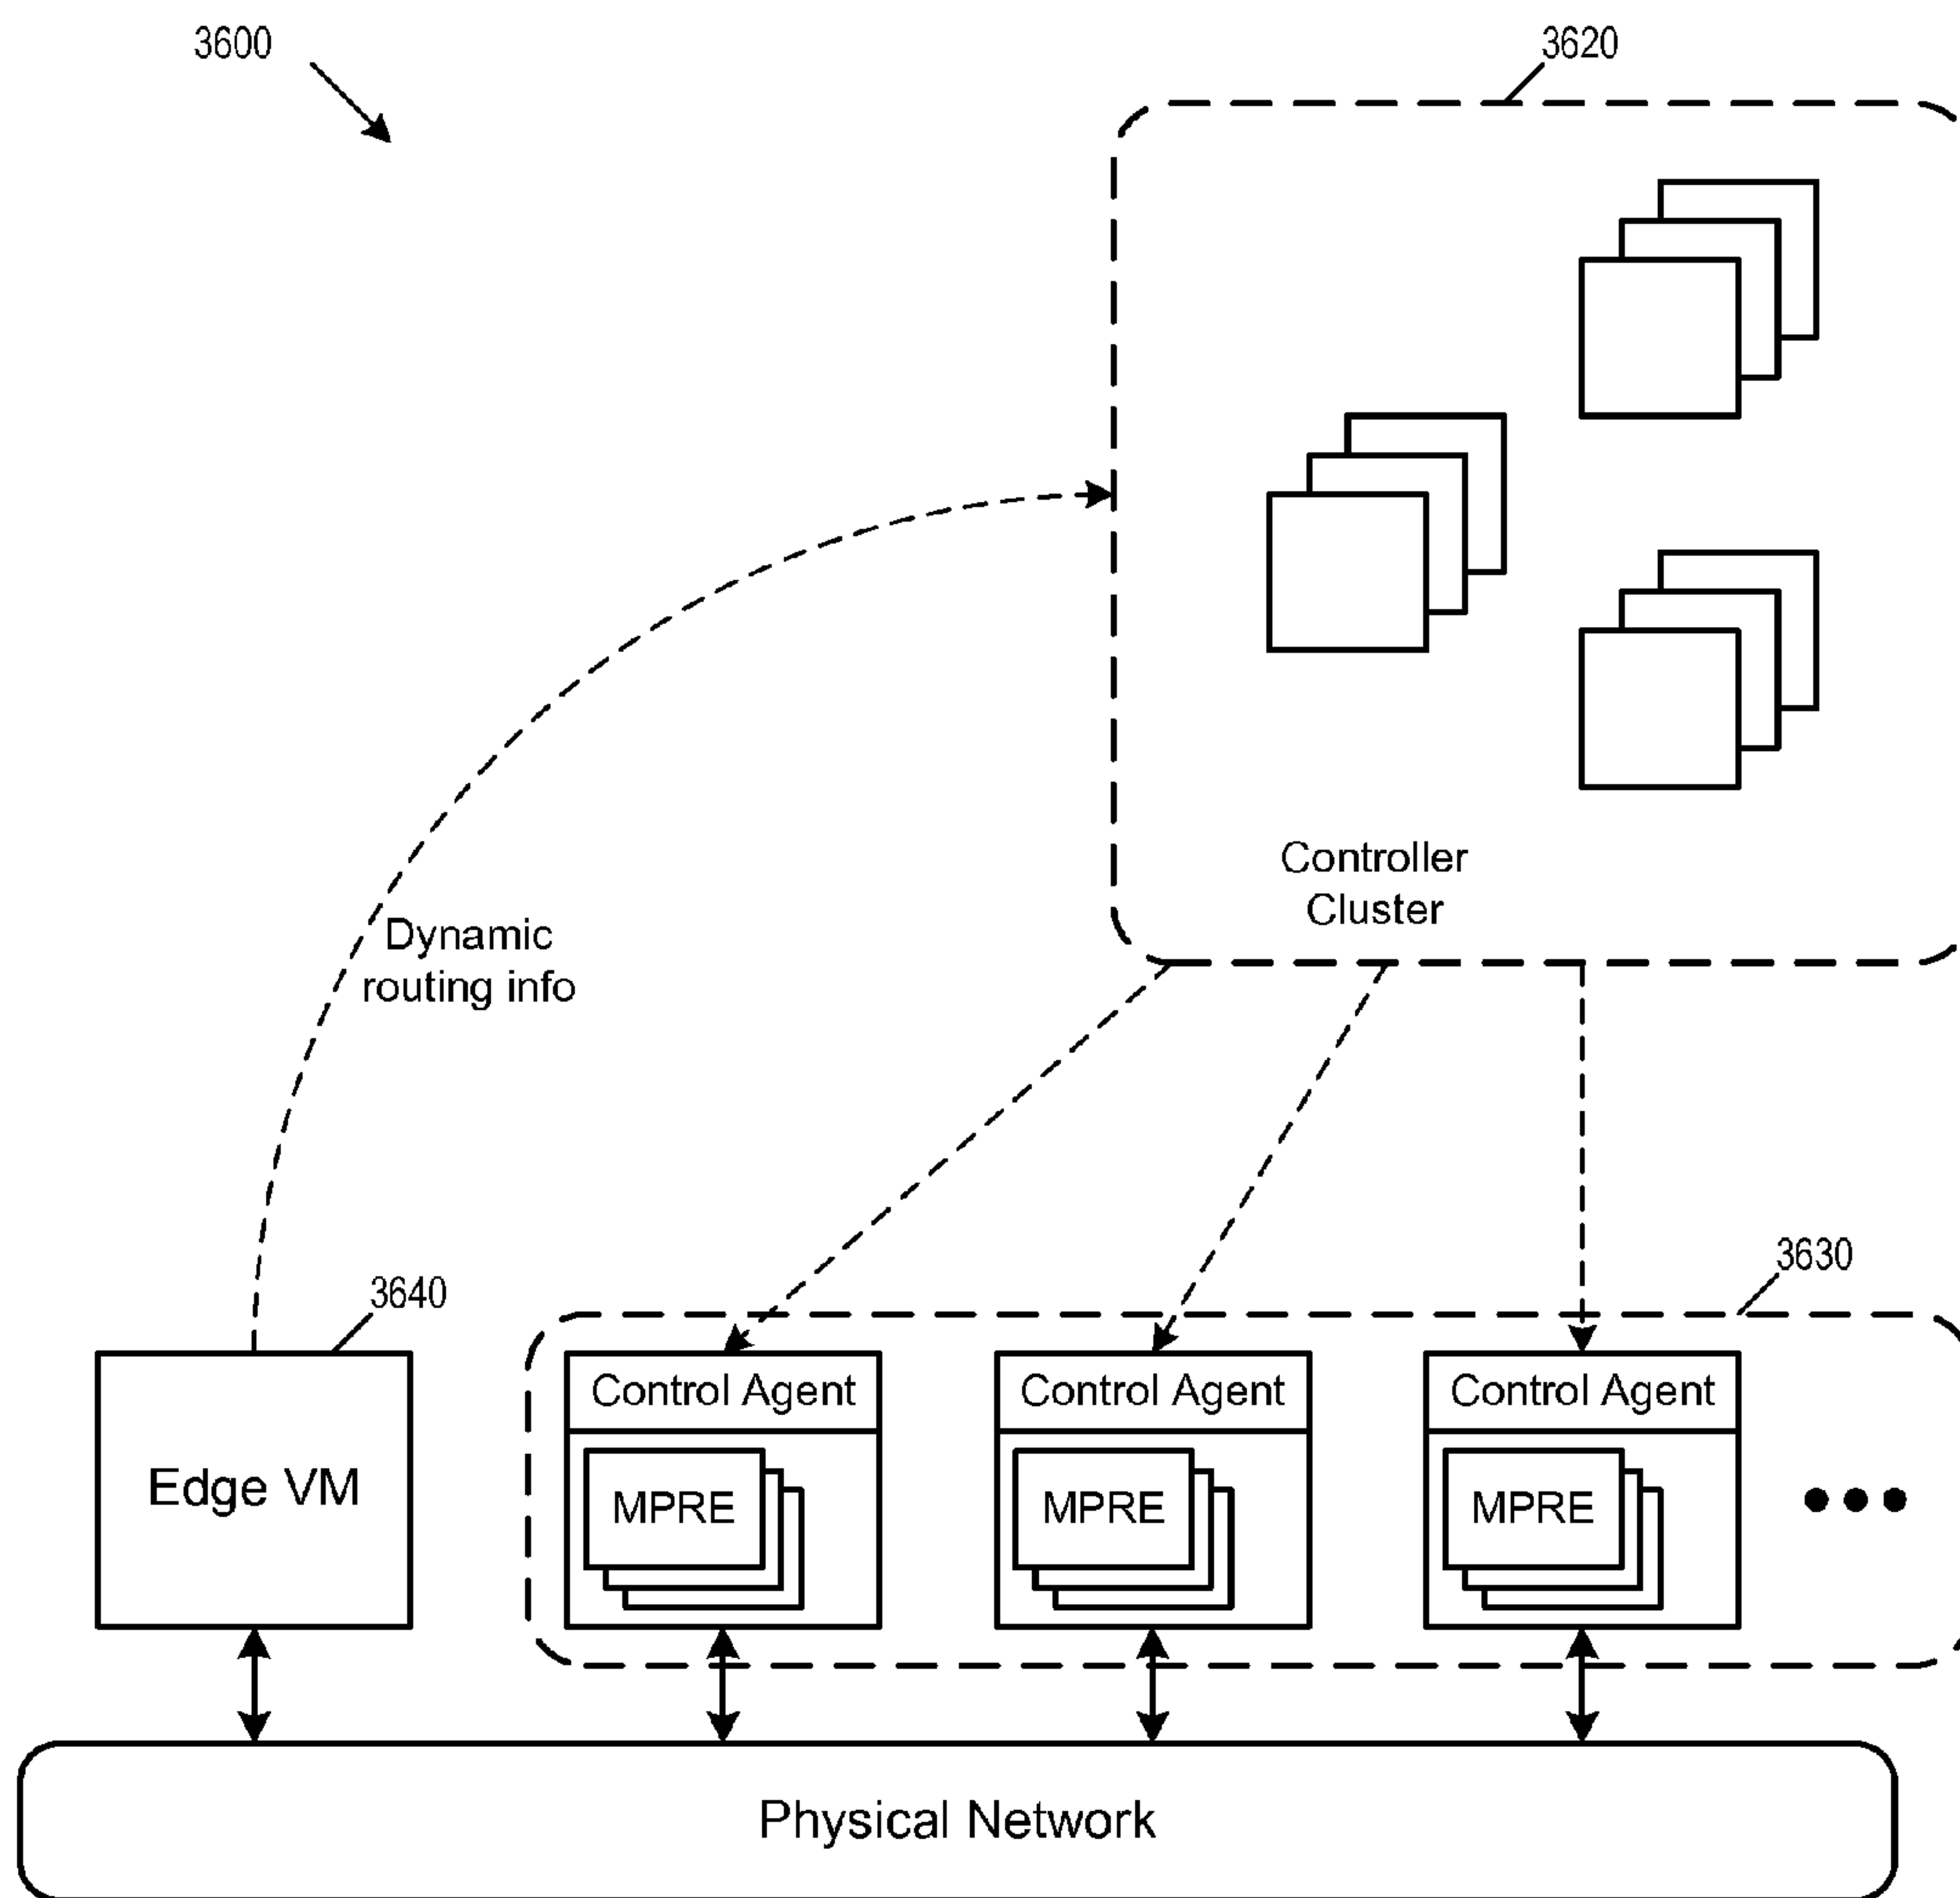 3600
3620
Controller
Cluster
Dynamic
routing info
3630
3640
Control Agent
Control Agent
Control Agent
Edge VM
MPRE
MPRE
MPRE
Physical Network